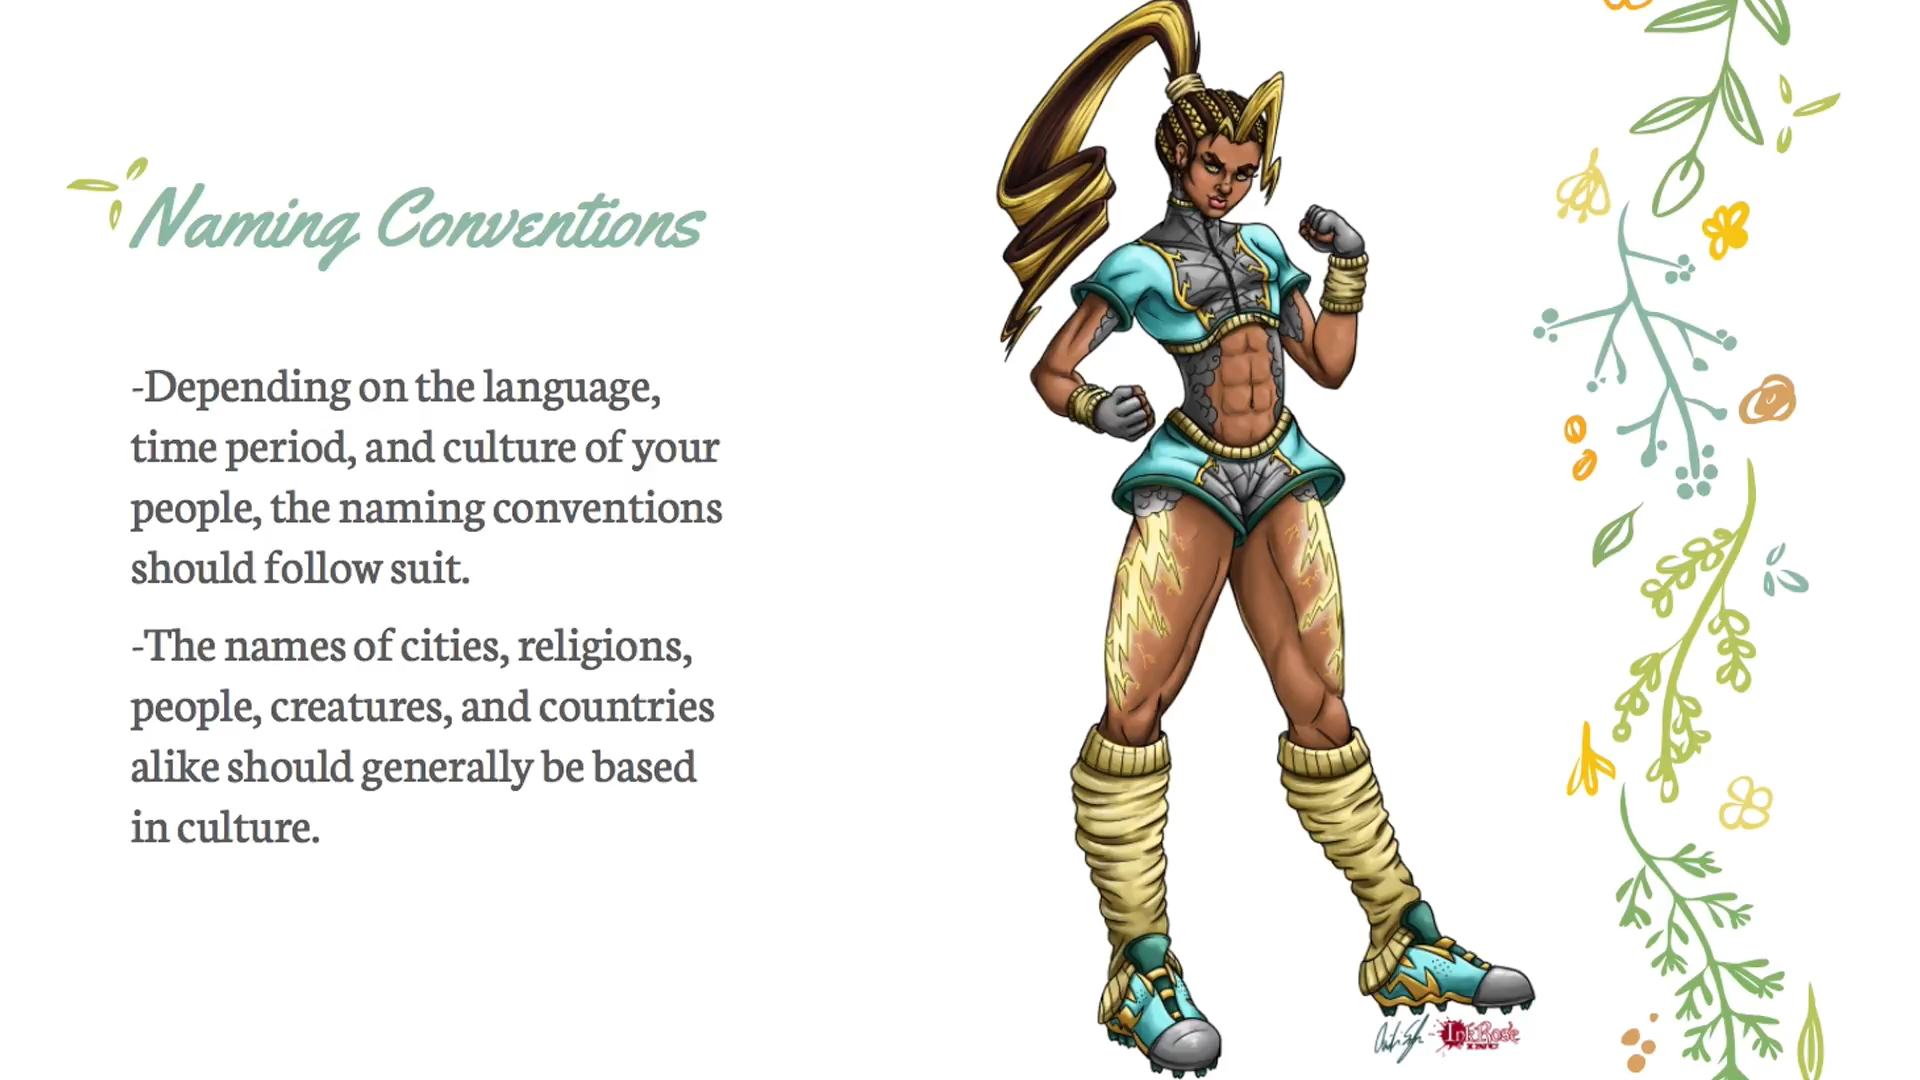 Naming Conventions
-Depending on the language,
time period, and culture of your
people, the naming conventions
should follow suit.
-The names of cities, religions,
people, creatures, and countries
alike should generally be based
in culture.
InkRose
INC